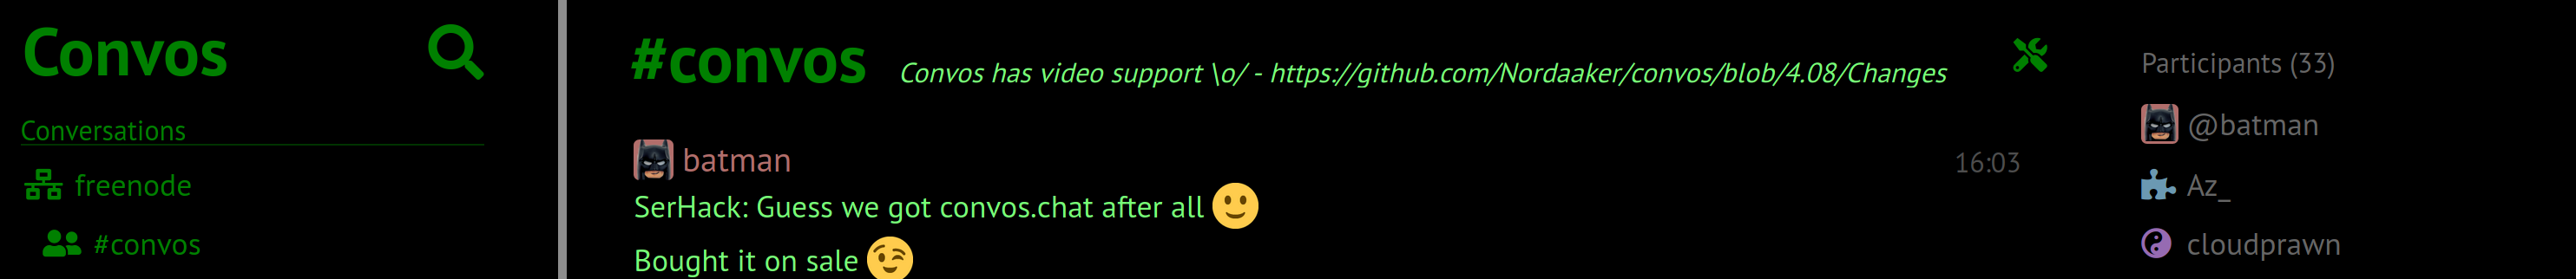 Convos
Conversations
freenode
#convos
#convos Convos has video support \o/ - https://github.com/Nordaaker/convos/blob/4.08/Changes
batman 16:03
SerHack: Guess we got convos.chat after all
Bought it on sale
Participants (33)
@batman
Az_
cloudprawn